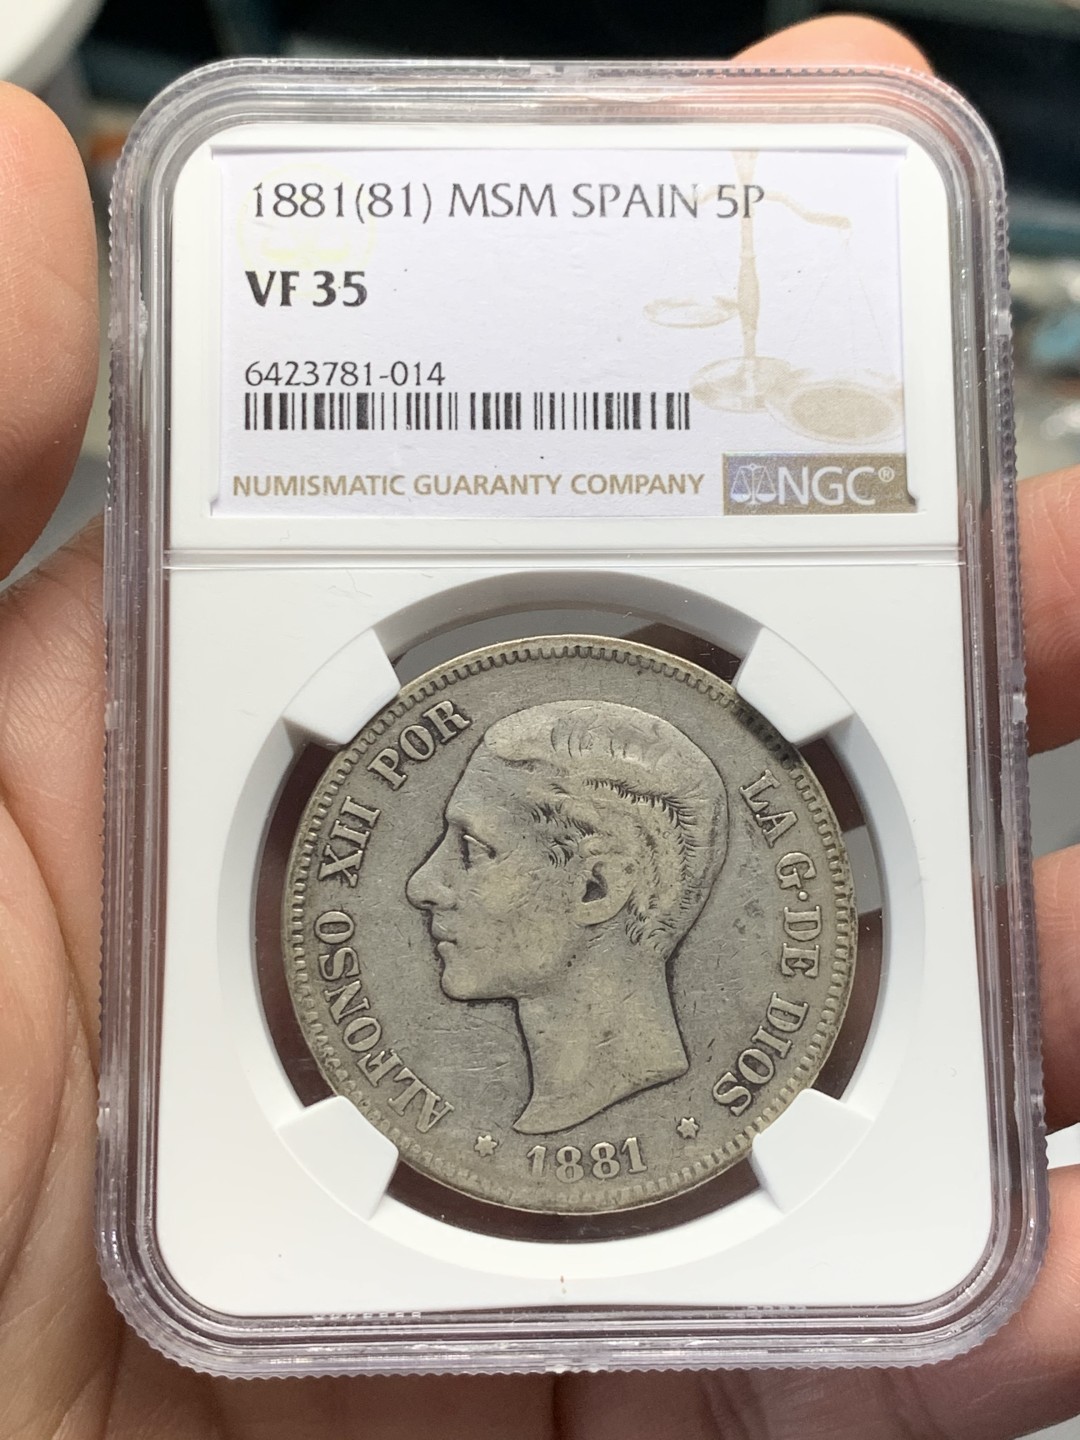 1881(81) MSM SPAIN 5P
VF 35
6423781-014
NUMISMATIC GUARANTY COMPANY
NGC®
ALFONSO XII POR
LA G·DE DIOS
* 1881 *